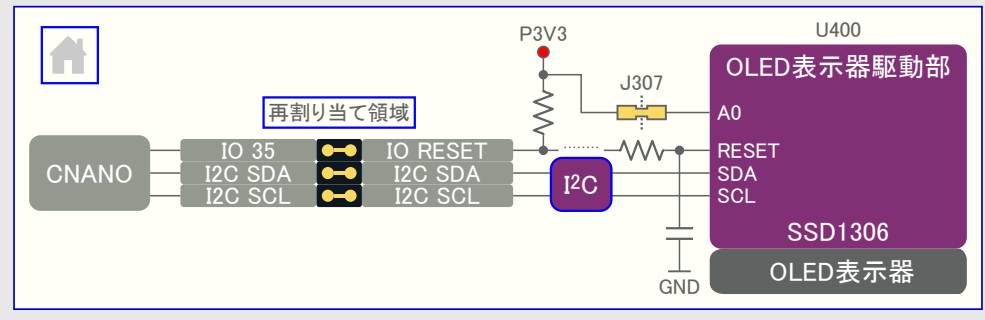 P3V3
U400
OLED表示器駆動部
J307
A0
再割り当て領域
CNANO
IO 35
IO RESET
RESET
I2C SDA
I2C SDA
I²C
SDA
I2C SCL
I2C SCL
SCL
SSD1306
GND
OLED表示器